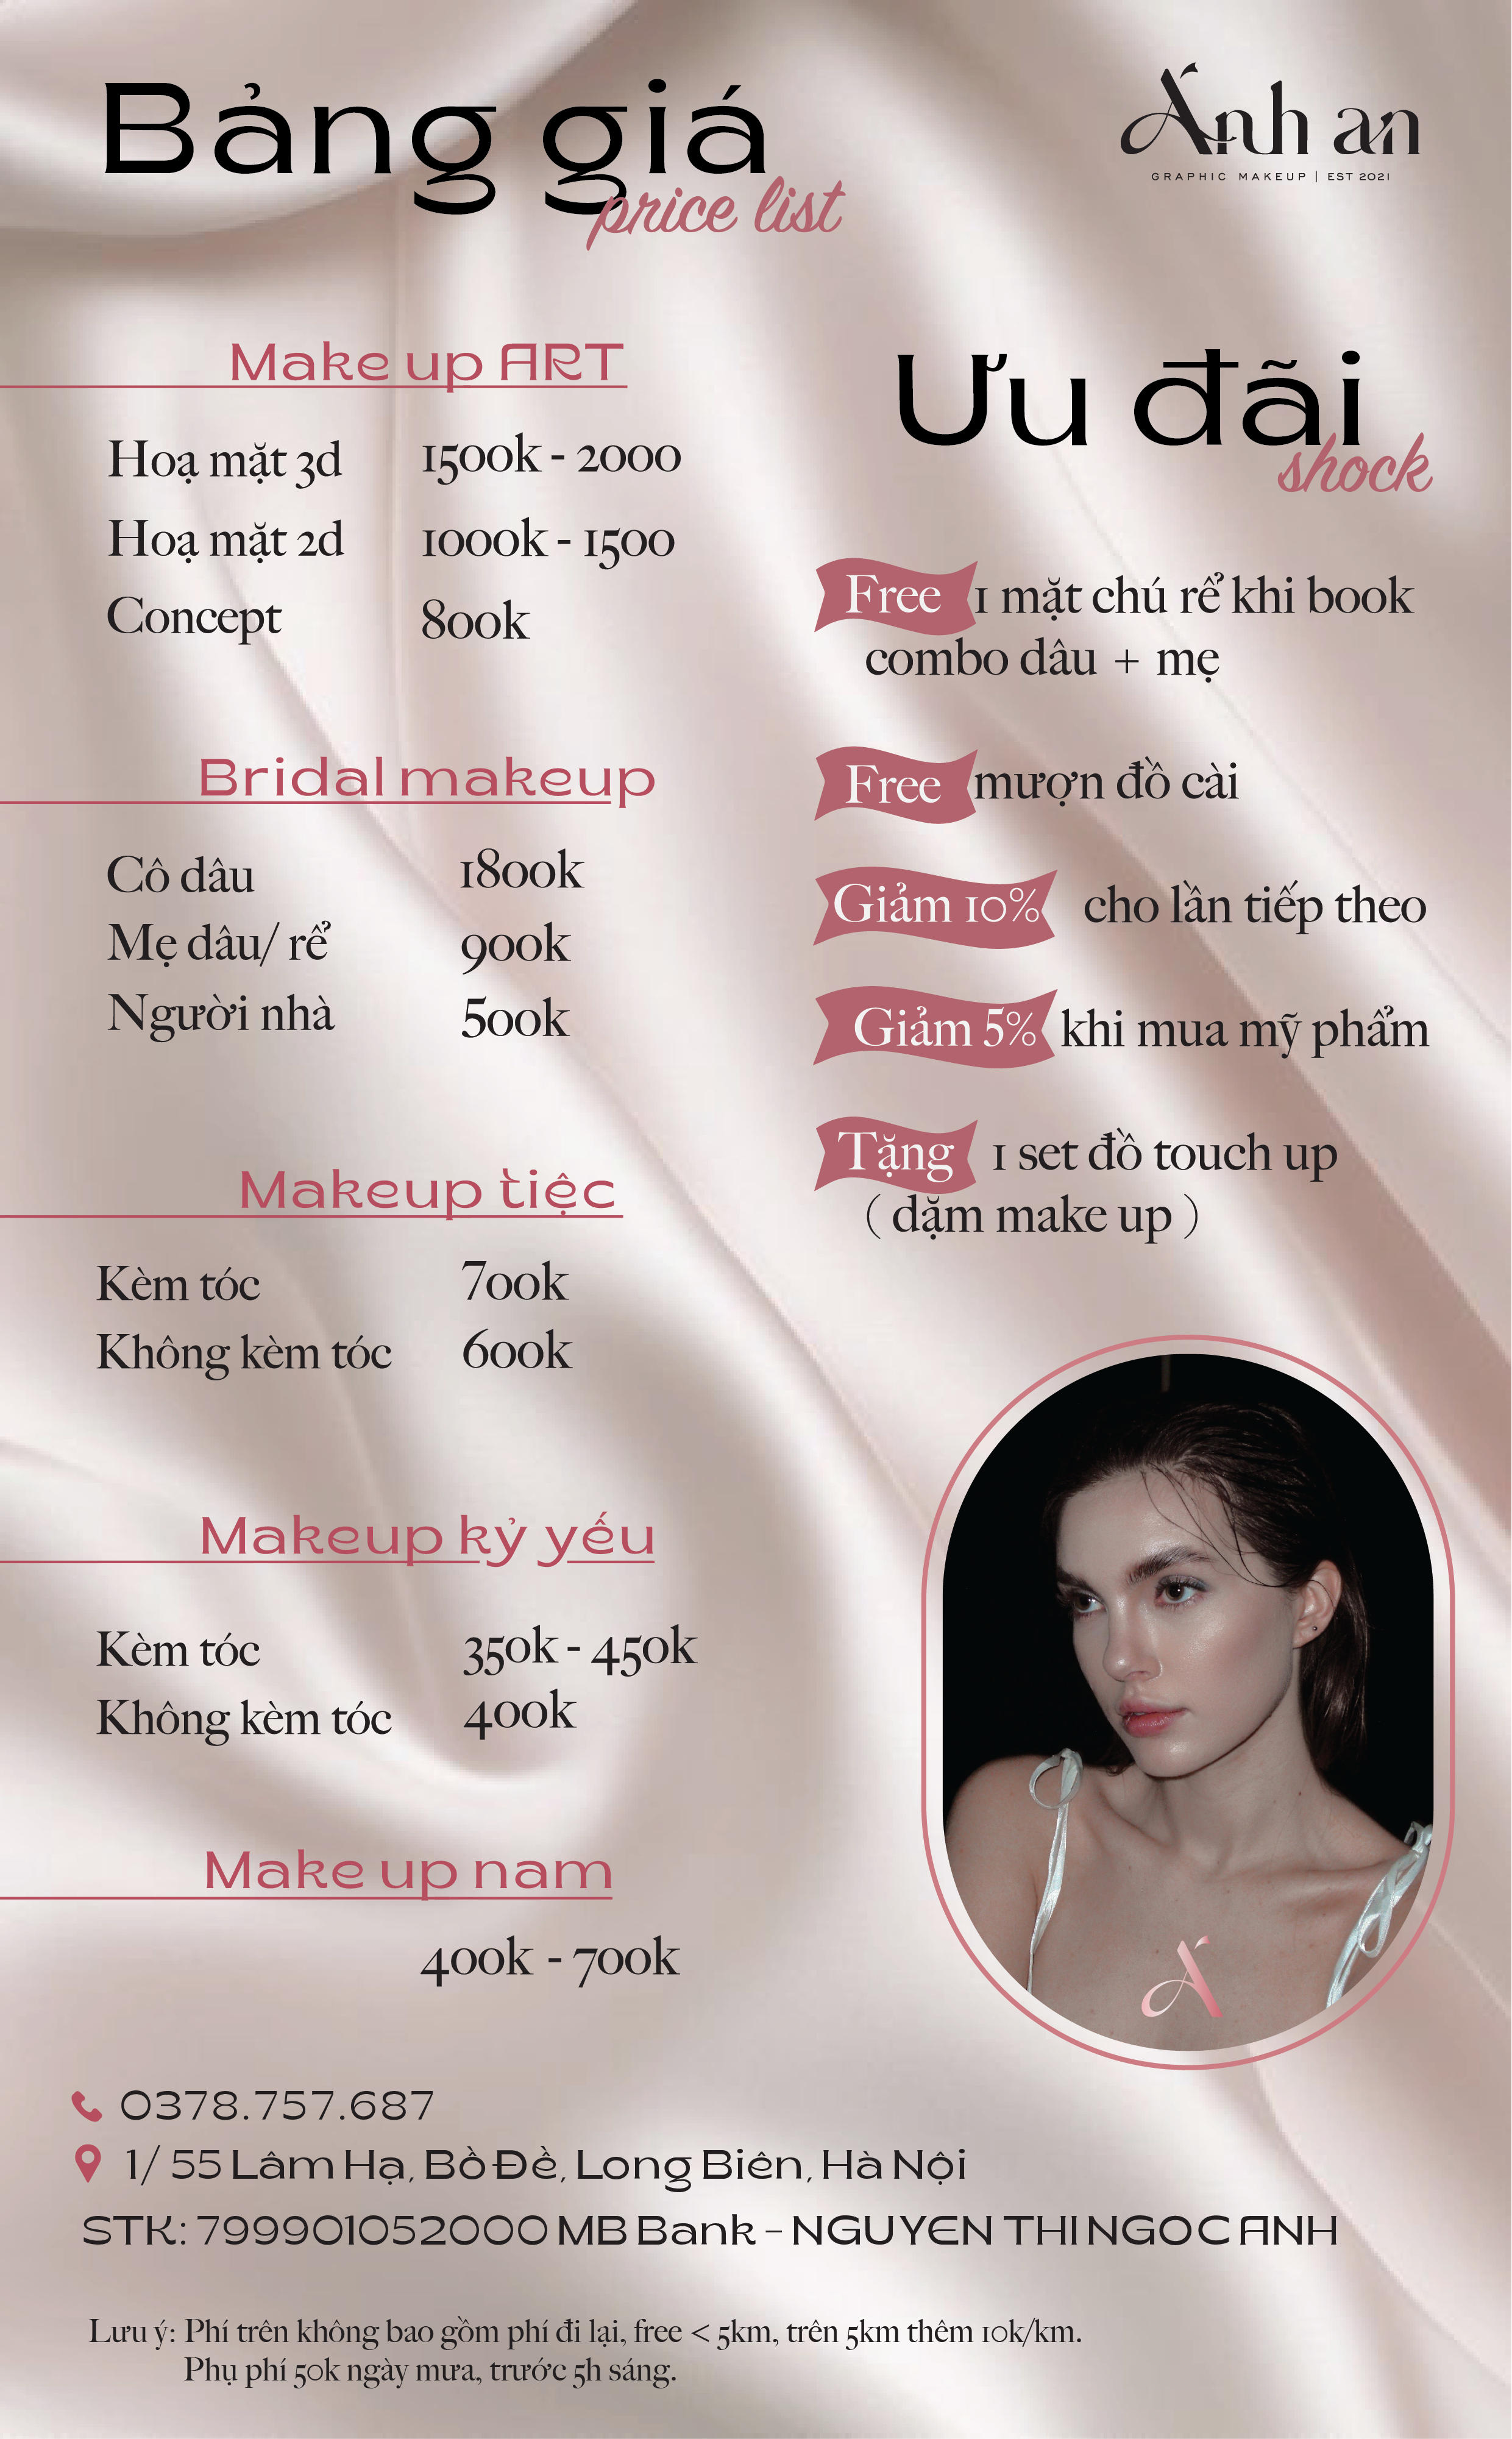 Bảng giá
price list
Ánh an
GRAPHIC MAKEUP | EST 2021
Make up ART
Hoạ mặt 3d 1500k - 2000
Hoạ mặt 2d 1000k - 1500
Concept 800k
Bridal makeup
Cô dâu 1800k
Mẹ dâu/ rể 900k
Người nhà 500k
Makeup tiệc
Kèm tóc 700k
Không kèm tóc 600k
Makeup kỷ yếu
Kèm tóc 350k - 450k
Không kèm tóc 400k
Make up nam
400k - 700k
Ưu đãi
shock
Free 1 mặt chú rể khi book
combo dâu + mẹ
Free mượn đồ cài
Giảm 10% cho lần tiếp theo
Giảm 5% khi mua mỹ phẩm
Tặng 1 set đồ touch up
( dặm make up )
Á
0378.757.687
1/ 55 Lâm Hạ, Bồ Đề, Long Biên, Hà Nội
STK: 799901052000 MB Bank - NGUYEN THI NGOC ANH
Lưu ý: Phí trên không bao gồm phí đi lại, free < 5km, trên 5km thêm 10k/km.
Phụ phí 50k ngày mưa, trước 5h sáng.